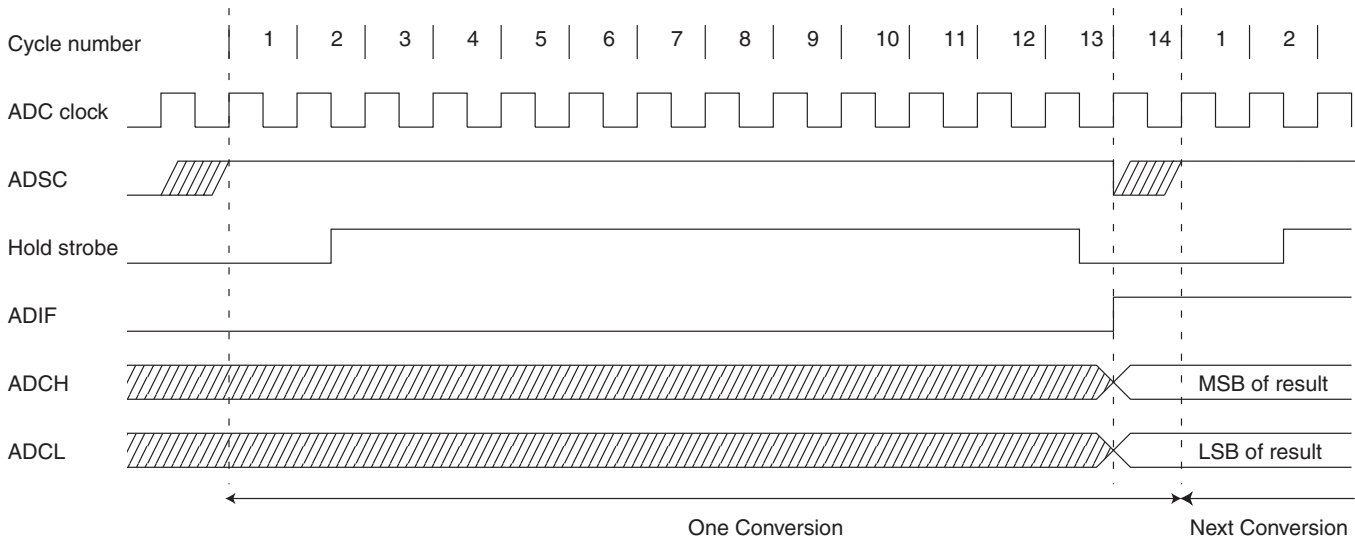 Cycle number 1 2 3 4 5 6 7 8 9 10 11 12 13 14 1 2
ADC clock
ADSC
Hold strobe
ADIF
ADCH MSB of result
ADCL LSB of result
One Conversion Next Conversion